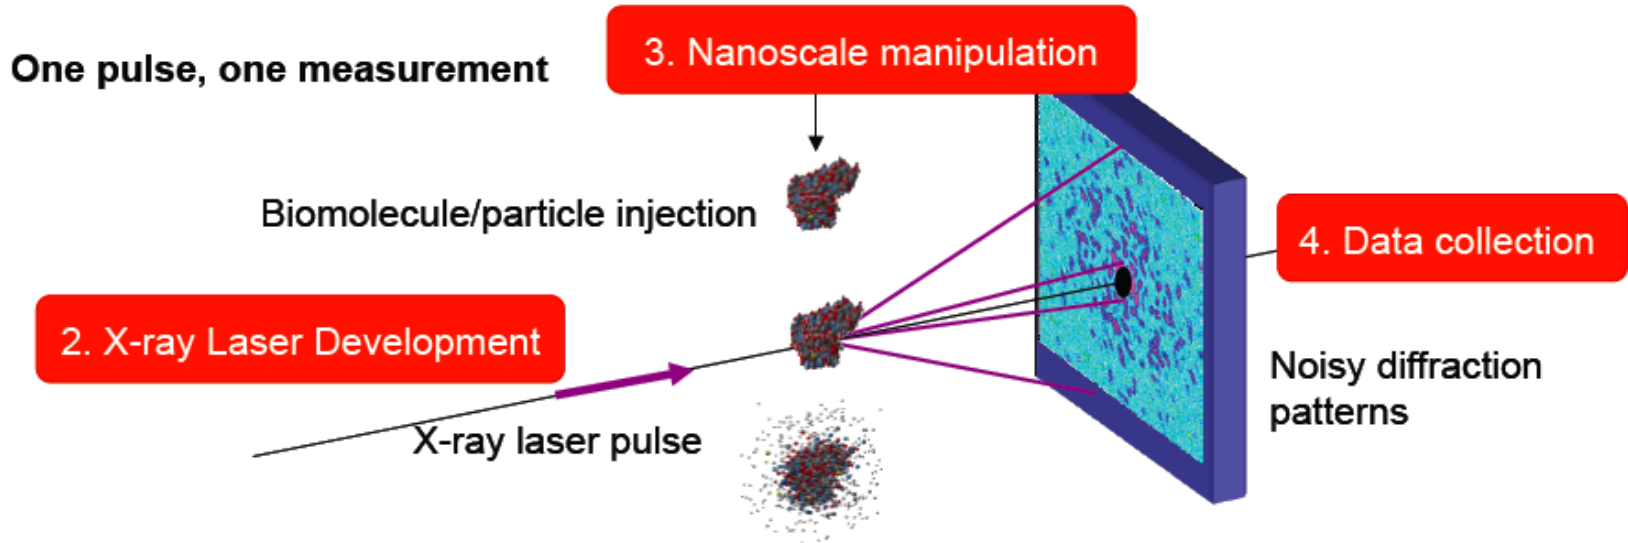 One pulse, one measurement
3. Nanoscale manipulation
Biomolecule/particle injection
4. Data collection
2. X-ray Laser Development
Noisy diffraction
patterns
X-ray laser pulse